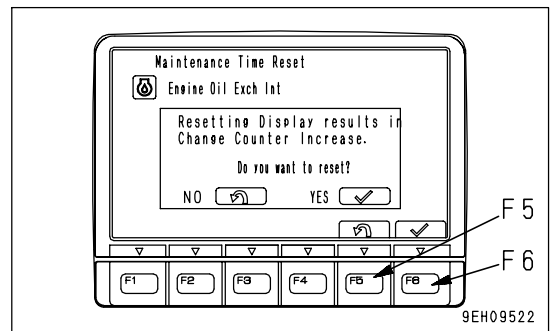 Maintenance Time Reset
Engine Oil Exch Int
Resetting Display results in
Change Counter Increase.
Do you want to reset?
NO YES
F5
F6
F1 F2 F3 F4 F5 F6
9EH09522